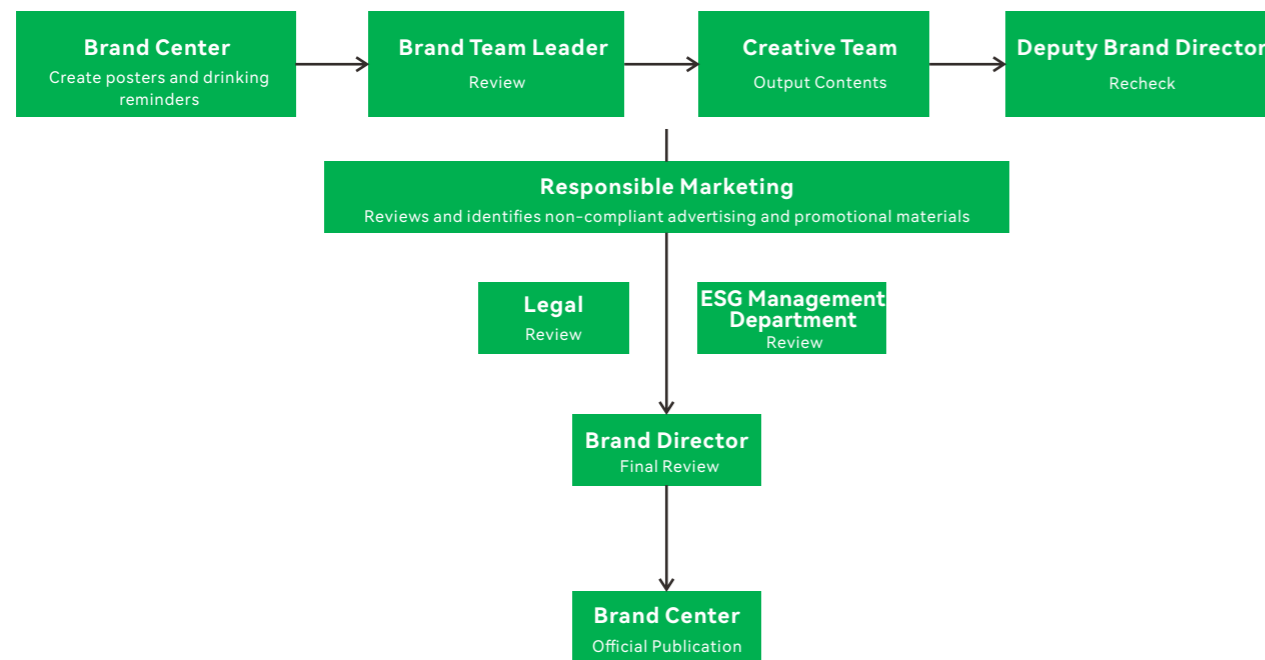 Brand Center
Create posters and drinking
reminders
Brand Team Leader
Review
Creative Team
Output Contents
Deputy Brand Director
Recheck
Responsible Marketing
Reviews and identifies non-compliant advertising and promotional materials
Legal
Review
ESG Management
Department
Review
Brand Director
Final Review
Brand Center
Official Publication